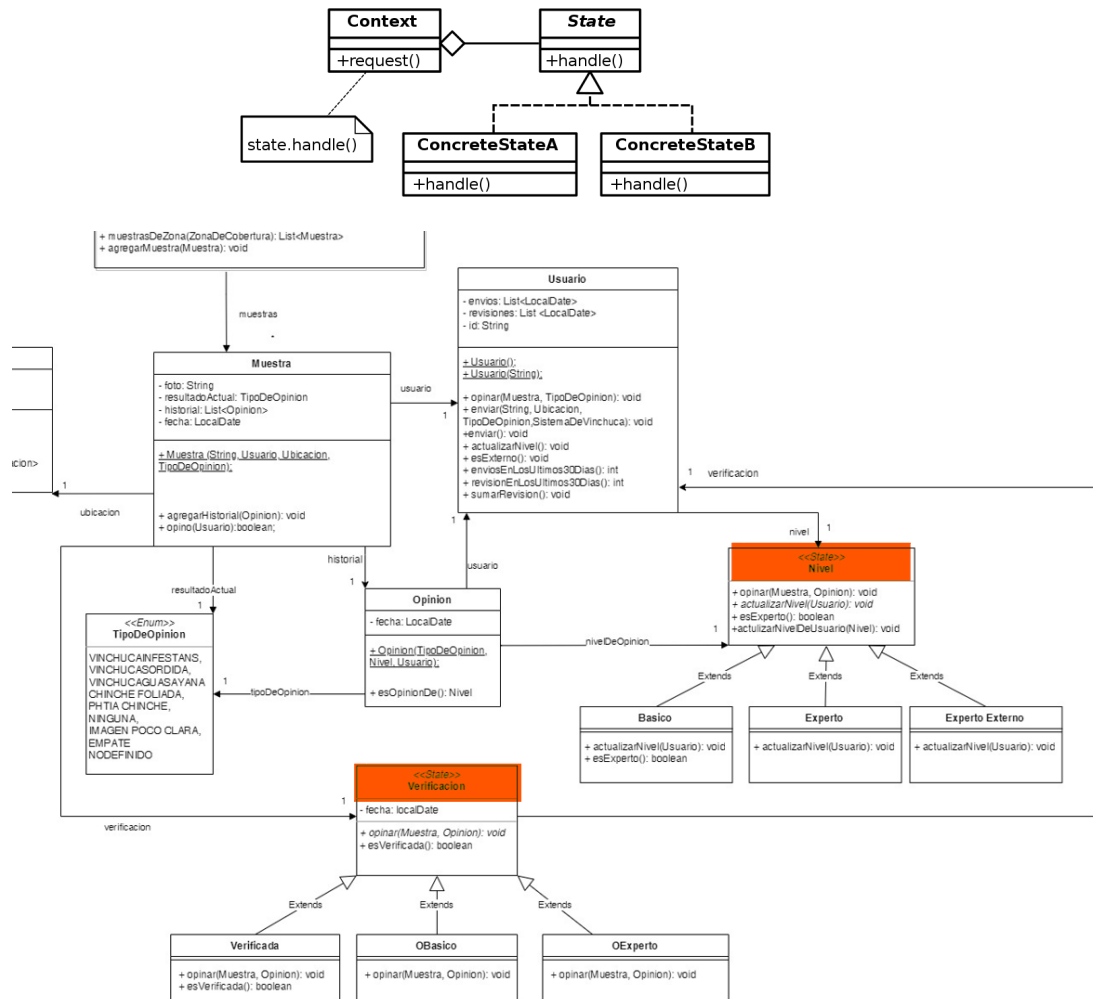 Context
+request()
state.handle()
State
+handle()
ConcreteStateA
+handle()
ConcreteStateB
+handle()
+ muestrasDeZona(ZonaDeCobertura): List<Muestra>
+ agregarMuestra(Muestra): void
muestras
Muestra
- foto: String
- resultadoActual: TipoDeOpinion
- historial: List<Opinion>
- fecha: LocalDate
+ Muestra (String, Usuario, Ubicacion,
TipoDeOpinion);
+ agregarHistorial(Opinion): void
+ opino(Usuario):boolean;
usuario
1
Usuario
- envios: List<LocalDate>
- revisiones: List <LocalDate>
- id: String
+ Usuario();
+ Usuario(String);
+ opinar(Muestra, TipoDeOpinion): void
+ enviar(String, Ubicacion,
TipoDeOpinion,SistemaDeVinchuca): void
+enviar(): void
+ actualizarNivel(): void
+ esExterno(): void
+ enviosEnLosUltimos30Dias(): int
+ revisionEnLosUltimos30Dias(): int
+ sumarRevision(): void
1
verificacion
acion>
1
ubicacion
resultadoActual
1
historial
1
1
usuario
nivel
1
<<State>>
Nivel
+ opinar(Muestra, Opinion): void
+ actualizarNivel(Usuario): void
+ esExperto(): boolean
+actulizarNivelDeUsuario(Nivel): void
<<Enum>>
TipoDeOpinion
VINCHUCAINFESTANS,
VINCHUCASORDIDA,
VINCHUCAGUASAYANA
CHINCHE FOLIADA,
PHTIA CHINCHE,
NINGUNA,
IMAGEN POCO CLARA,
EMPATE
NODEFINIDO
Opinion
- fecha: LocalDate
+ Opinion(TipoDeOpinion,
Nivel, Usuario);
+ esOpinionDe(): Nivel
1
tipoDeOpinion
nivelDeOpinion
1
Extends
Extends
Extends
Basico
+ actualizarNivel(Usuario): void
+ esExperto(): boolean
Experto
+ actualizarNivel(Usuario): void
Experto Externo
+ actualizarNivel(Usuario): void
1
verificacion
<<State>>
Verificacion
- fecha: localDate
+ opinar(Muestra, Opinion): void
+ esVerificada(): boolean
Extends
Extends
Extends
Verificada
+ opinar(Muestra, Opinion): void
+ esVerificada(): boolean
OBasico
+ opinar(Muestra, Opinion): void
OExperto
+ opinar(Muestra, Opinion): void